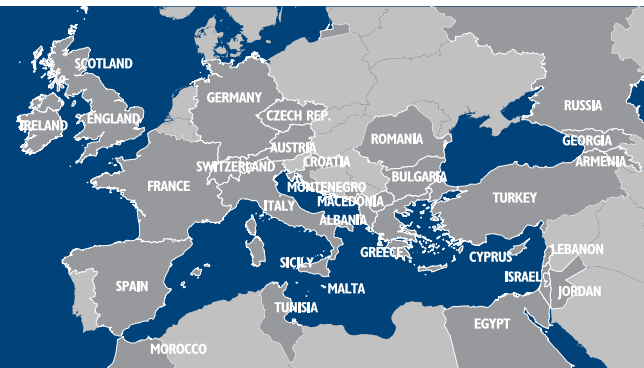 SCOTLAND
IRELAND
ENGLAND
GERMANY
CZECH REP.
RUSSIA
AUSTRIA
ROMANIA
GEORGIA
SWITZERLAND
CROATIA
ARMENIA
FRANCE
MONTENEGRO
BULGARIA
ITALY
MACEDONIA
TURKEY
ALBANIA
GREECE
CYPRUS
LEBANON
SICILY
ISRAEL
SPAIN
MALTA
JORDAN
TUNISIA
EGYPT
MOROCCO